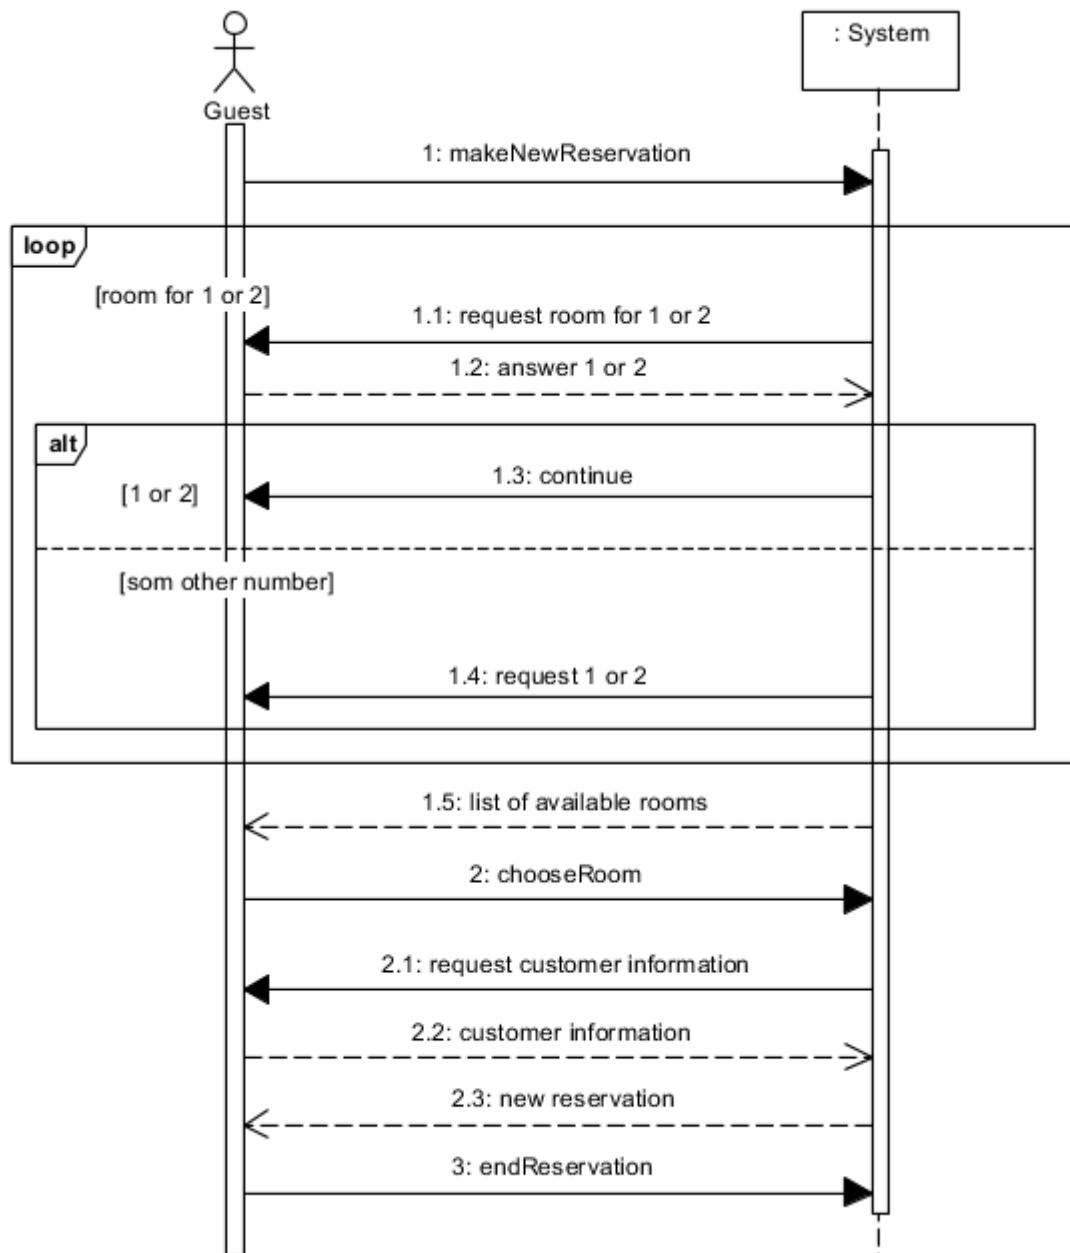 : System
Guest
1: makeNewReservation
loop
[room for 1 or 2]
1.1: request room for 1 or 2
1.2: answer 1 or 2
alt
1.3: continue
[1 or 2]
[som other number]
1.4: request 1 or 2
1.5: list of available rooms
2: chooseRoom
2.1: request customer information
2.2: customer information
2.3: new reservation
3: endReservation